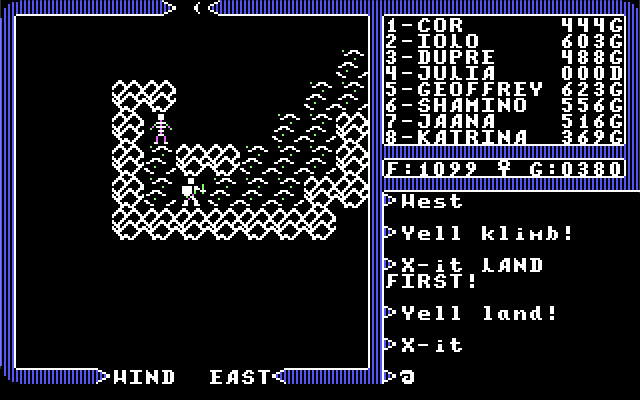 1-COR 444G
2-IOLO 603G
3-DUPRE 488G
4-JULIA 000D
5-GEOFFREY 623G
6-SHAMINO 556G
7-JAANA 516G
8-KATRINA 369G
F:1099 ♀ G:0380
West
Yell klimb!
X-it LAND
FIRST!
Yell land!
X-it
WIND EAST